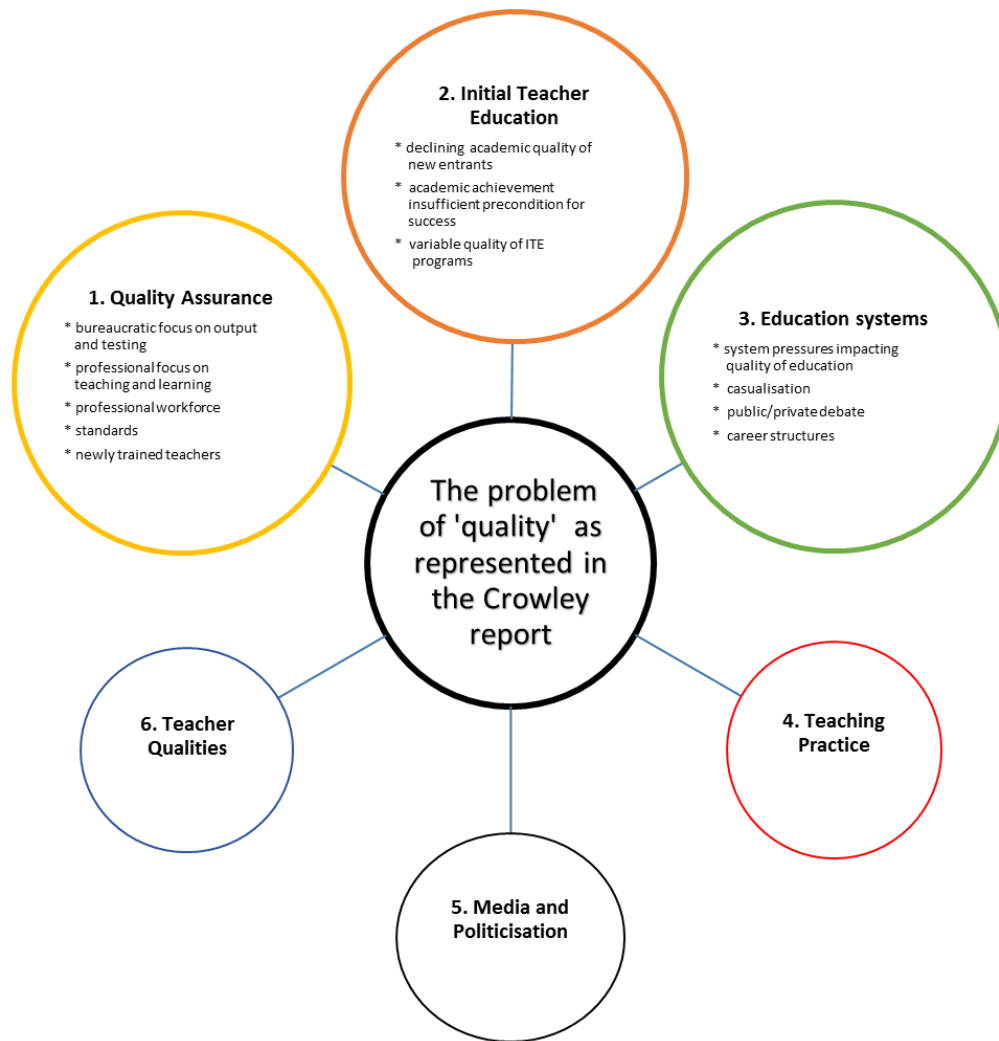 2. Initial Teacher
Education
* declining academic quality of
new entrants
* academic achievement
insufficient precondition for
success
* variable quality of ITE
programs
1. Quality Assurance
* bureaucratic focus on output
and testing
* professional focus on
teaching and learning
* professional workforce
* standards
* newly trained teachers
3. Education systems
* system pressures impacting
quality of education
* casualisation
* public/private debate
* career structures
The problem
of 'quality' as
represented in
the Crowley
report
6. Teacher
Qualities
4. Teaching
Practice
5. Media and
Politicisation